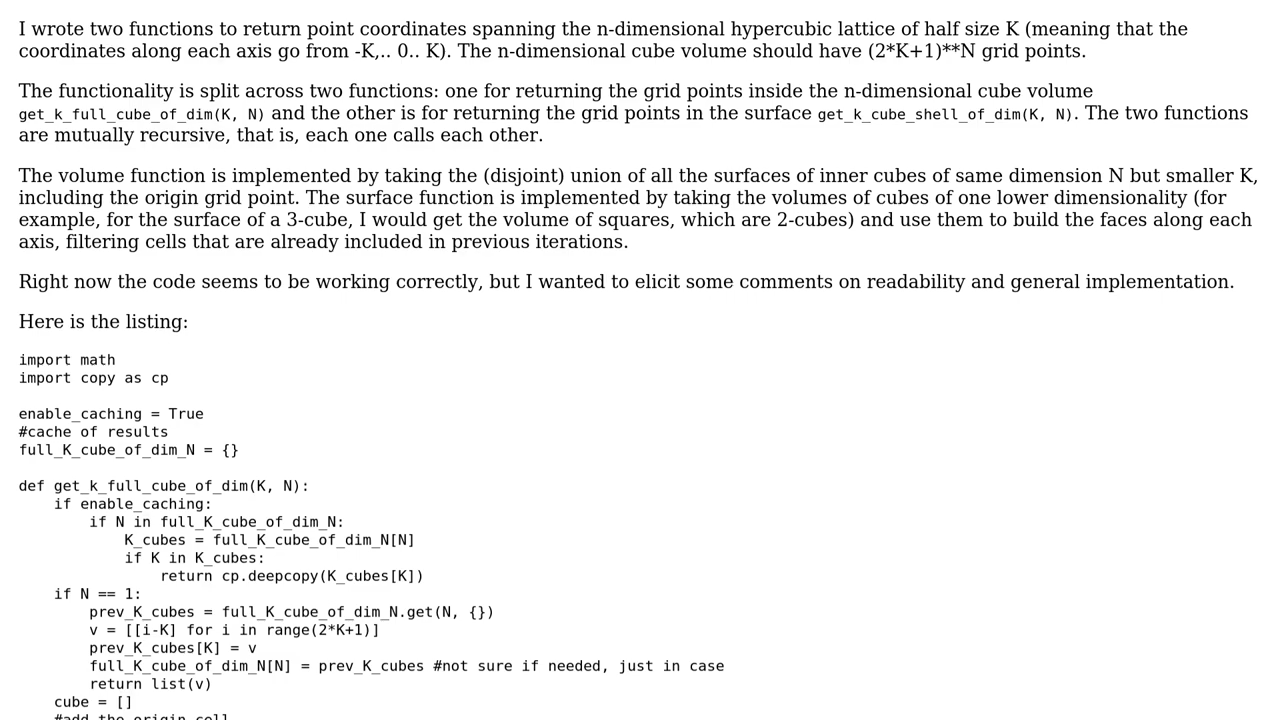 I wrote two functions to return point coordinates spanning the n-dimensional hypercubic lattice of half size K (meaning that the
coordinates along each axis go from -K,.. 0.. K). The n-dimensional cube volume should have (2*K+1)**N grid points.
The functionality is split across two functions: one for returning the grid points inside the n-dimensional cube volume
get_k_full_cube_of_dim(K, N) and the other is for returning the grid points in the surface get_k_cube_shell_of_dim(K, N). The two functions
are mutually recursive, that is, each one calls each other.
The volume function is implemented by taking the (disjoint) union of all the surfaces of inner cubes of same dimension N but smaller K,
including the origin grid point. The surface function is implemented by taking the volumes of cubes of one lower dimensionality (for
example, for the surface of a 3-cube, I would get the volume of squares, which are 2-cubes) and use them to build the faces along each
axis, filtering cells that are already included in previous iterations.
Right now the code seems to be working correctly, but I wanted to elicit some comments on readability and general implementation.
Here is the listing:
import math
import copy as cp
enable_caching = True
#cache of results
full_K_cube_of_dim_N = {}
def get_k_full_cube_of_dim(K, N):
    if enable_caching:
        if N in full_K_cube_of_dim_N:
            K_cubes = full_K_cube_of_dim_N[N]
            if K in K_cubes:
                return cp.deepcopy(K_cubes[K])
    if N == 1:
        prev_K_cubes = full_K_cube_of_dim_N.get(N, {})
        v = [[i-K] for i in range(2*K+1)]
        prev_K_cubes[K] = v
        full_K_cube_of_dim_N[N] = prev_K_cubes #not sure if needed, just in case
        return list(v)
    cube = []
    #add the origin cell